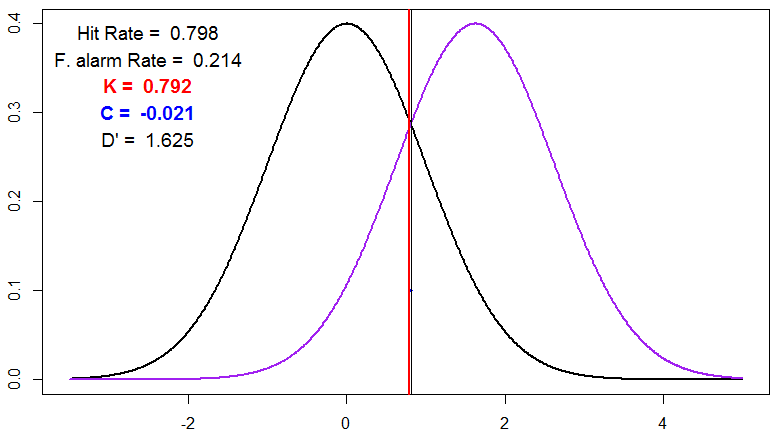 Hit Rate = 0.798
F. alarm Rate = 0.214
K = 0.792
C = -0.021
D' = 1.625
0.4
0.3
0.2
0.1
0.0
-2 0 2 4